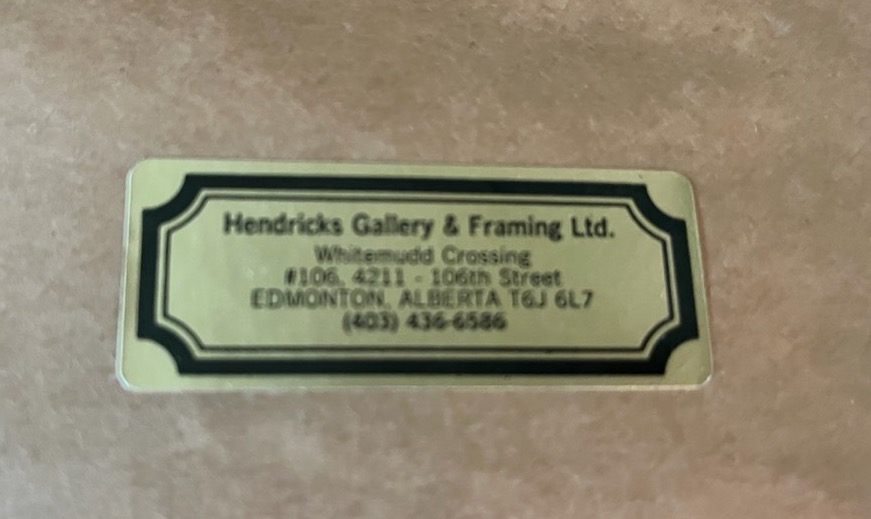 Hendricks Gallery & Framing Ltd.
Whitemudd Crossing
#106, 4211 - 106th Street
EDMONTON, ALBERTA T6J 6L7
(403) 436-6586